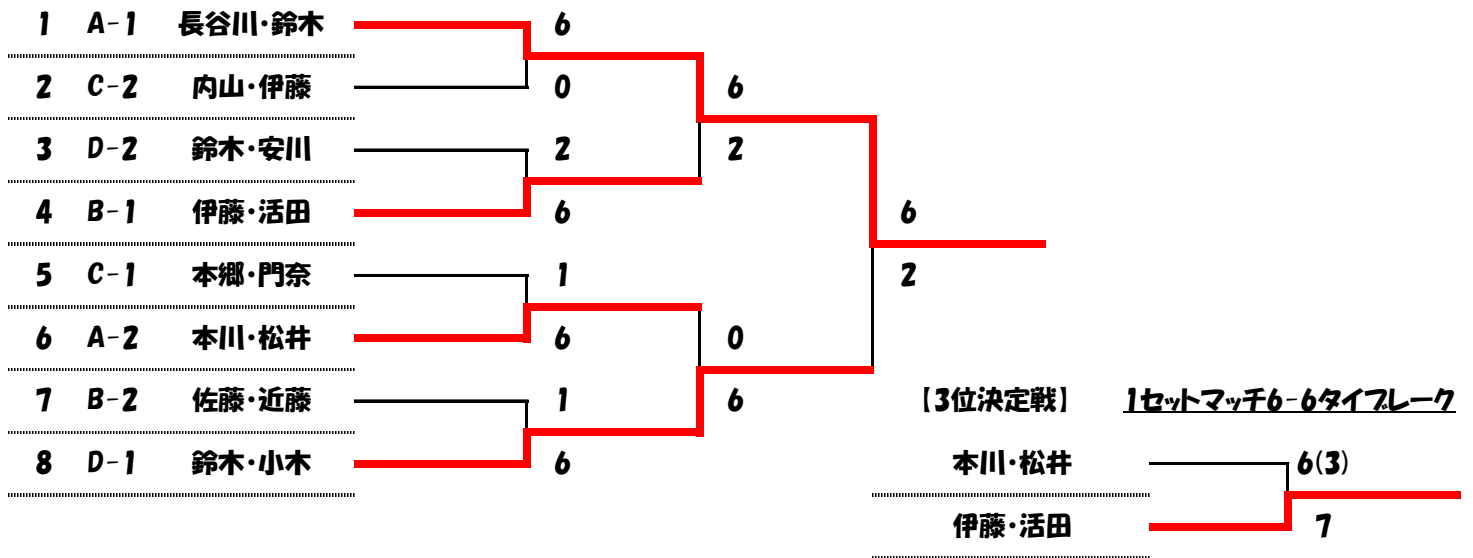 1 A-1 長谷川・鈴木 6
2 C-2 内山・伊藤 0 6
3 D-2 鈴木・安川 2 2
4 B-1 伊藤・活田 6 6
5 C-1 本郷・門奈 1 2
6 A-2 本川・松井 6 0
7 B-2 佐藤・近藤 1 6 【3位決定戦】 1セットマッチ6-6タイブレーク
8 D-1 鈴木・小木 6 本川・松井 6(3)
伊藤・活田 7